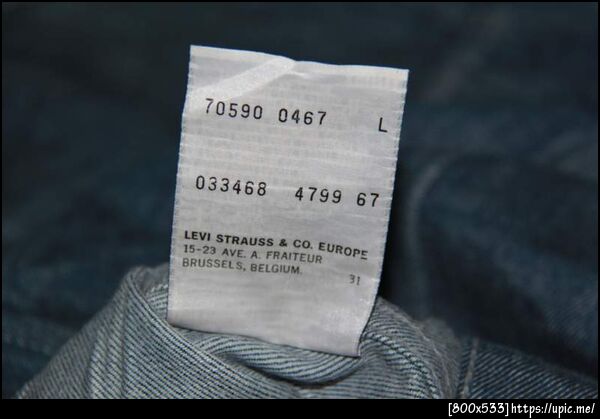 70590 0467 L
033468 4799 67
LEVI STRAUSS & CO. EUROPE
15-23 AVE. A. FRAITEUR
BRUSSELS, BELGIUM. 31
[800x533]https://upic.me/